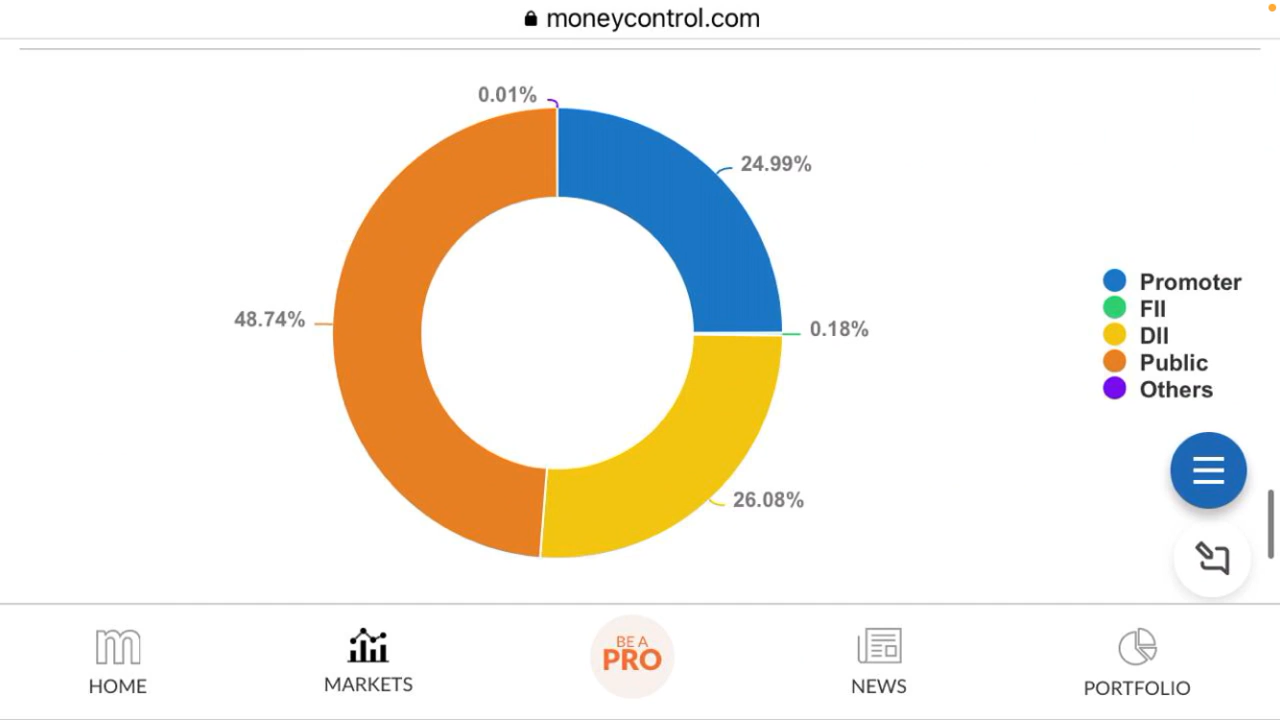 moneycontrol.com
0.01%
24.99%
48.74%
0.18%
26.08%
Promoter
FII
DII
Public
Others
BE A
PRO
HOME
MARKETS
NEWS
PORTFOLIO